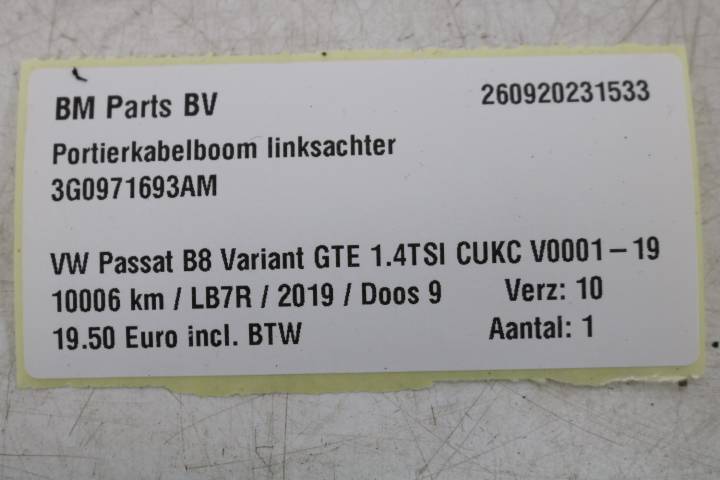 BM Parts BV 260920231533
Portierkabelboom linksachter
3G0971693AM
VW Passat B8 Variant GTE 1.4TSI CUKC V0001–19
10006 km / LB7R / 2019 / Doos 9 Verz: 10
19.50 Euro incl. BTW Aantal: 1